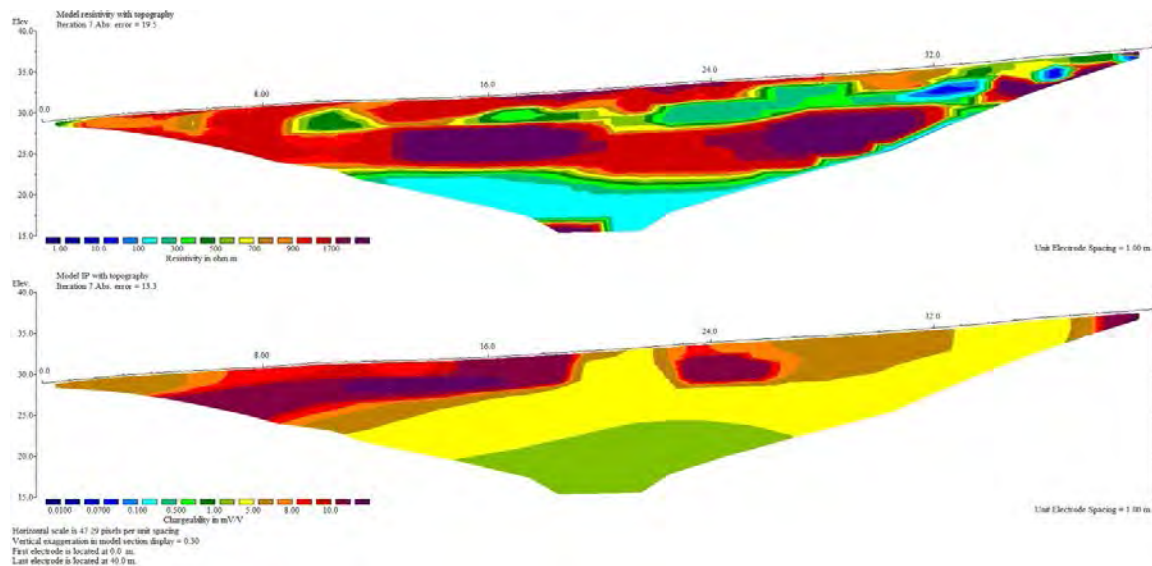 Model resistivity with topography
Elev. Iteration 7 Abs. error = 19.5
40.0
35.0
30.0
25.0
20.0
15.0
0.0 8.00 16.0 24.0 32.0
1.00 10.0 100 300 500 700 900 1700
Resistivity in ohm m
Unit Electrode Spacing = 1.00 m.
Model IP with topography
Elev. Iteration 7 Abs. error = 13.3
40.0
35.0
30.0
25.0
20.0
15.0
0.0 8.00 16.0 24.0 32.0
0.0100 0.0700 0.100 0.500 1.00 5.00 8.00 10.0
Chargeability in mV/V
Unit Electrode Spacing = 1.00 m.
Horizontal scale is 47.29 pixels per unit spacing
Vertical exaggeration in model section display = 0.30
First electrode is located at 0.0 m.
Last electrode is located at 40.0 m.